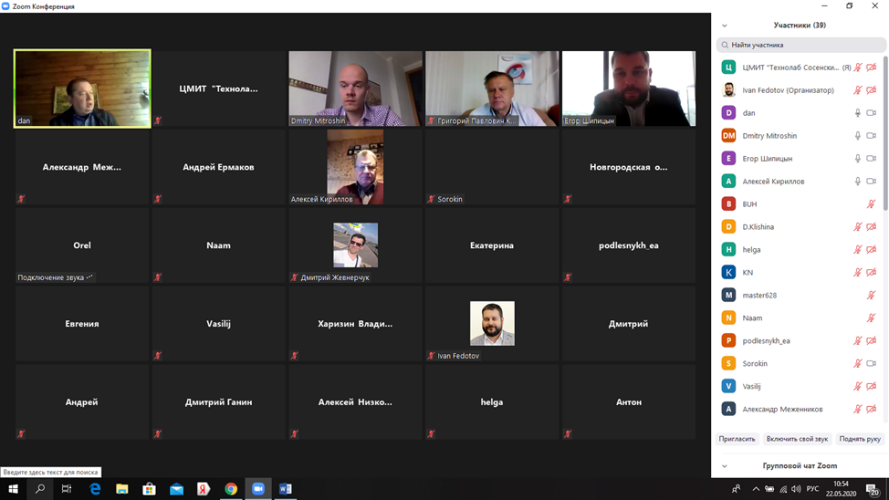 Zoom Конференция
Участники (39)
Найти участника
dan
ЦМИТ "Технола...
Dmitry Mitroshin
Григорий Павлович К...
Егор Шипицын
Александр Меж...
Андрей Ермаков
Алексей Кириллов
Sorokin
Новгородская о...
Orel
Подключение звука
Naam
Дмитрий Жевнерчук
Екатерина
podlesnykh_ea
Евгения
Vasilij
Харизин Влади...
Ivan Fedotov
Дмитрий
Андрей
Дмитрий Ганин
Алексей Низко...
helga
Антон
Ц ЦМИТ "Технолаб Сосенски... (Я)
Ivan Fedotov (Организатор)
D dan
DM Dmitry Mitroshin
Е Егор Шипицын
А Алексей Кириллов
B BUH
D D.Klishina
H helga
K KN
M master628
N Naam
P podlesnykh_ea
S Sorokin
V Vasilij
А Александр Меженников
Пригласить Включить свой звук Поднять руку
Групповой чат Zoom
Введите здесь текст для поиска
РУС
10:54
22.05.2020
20